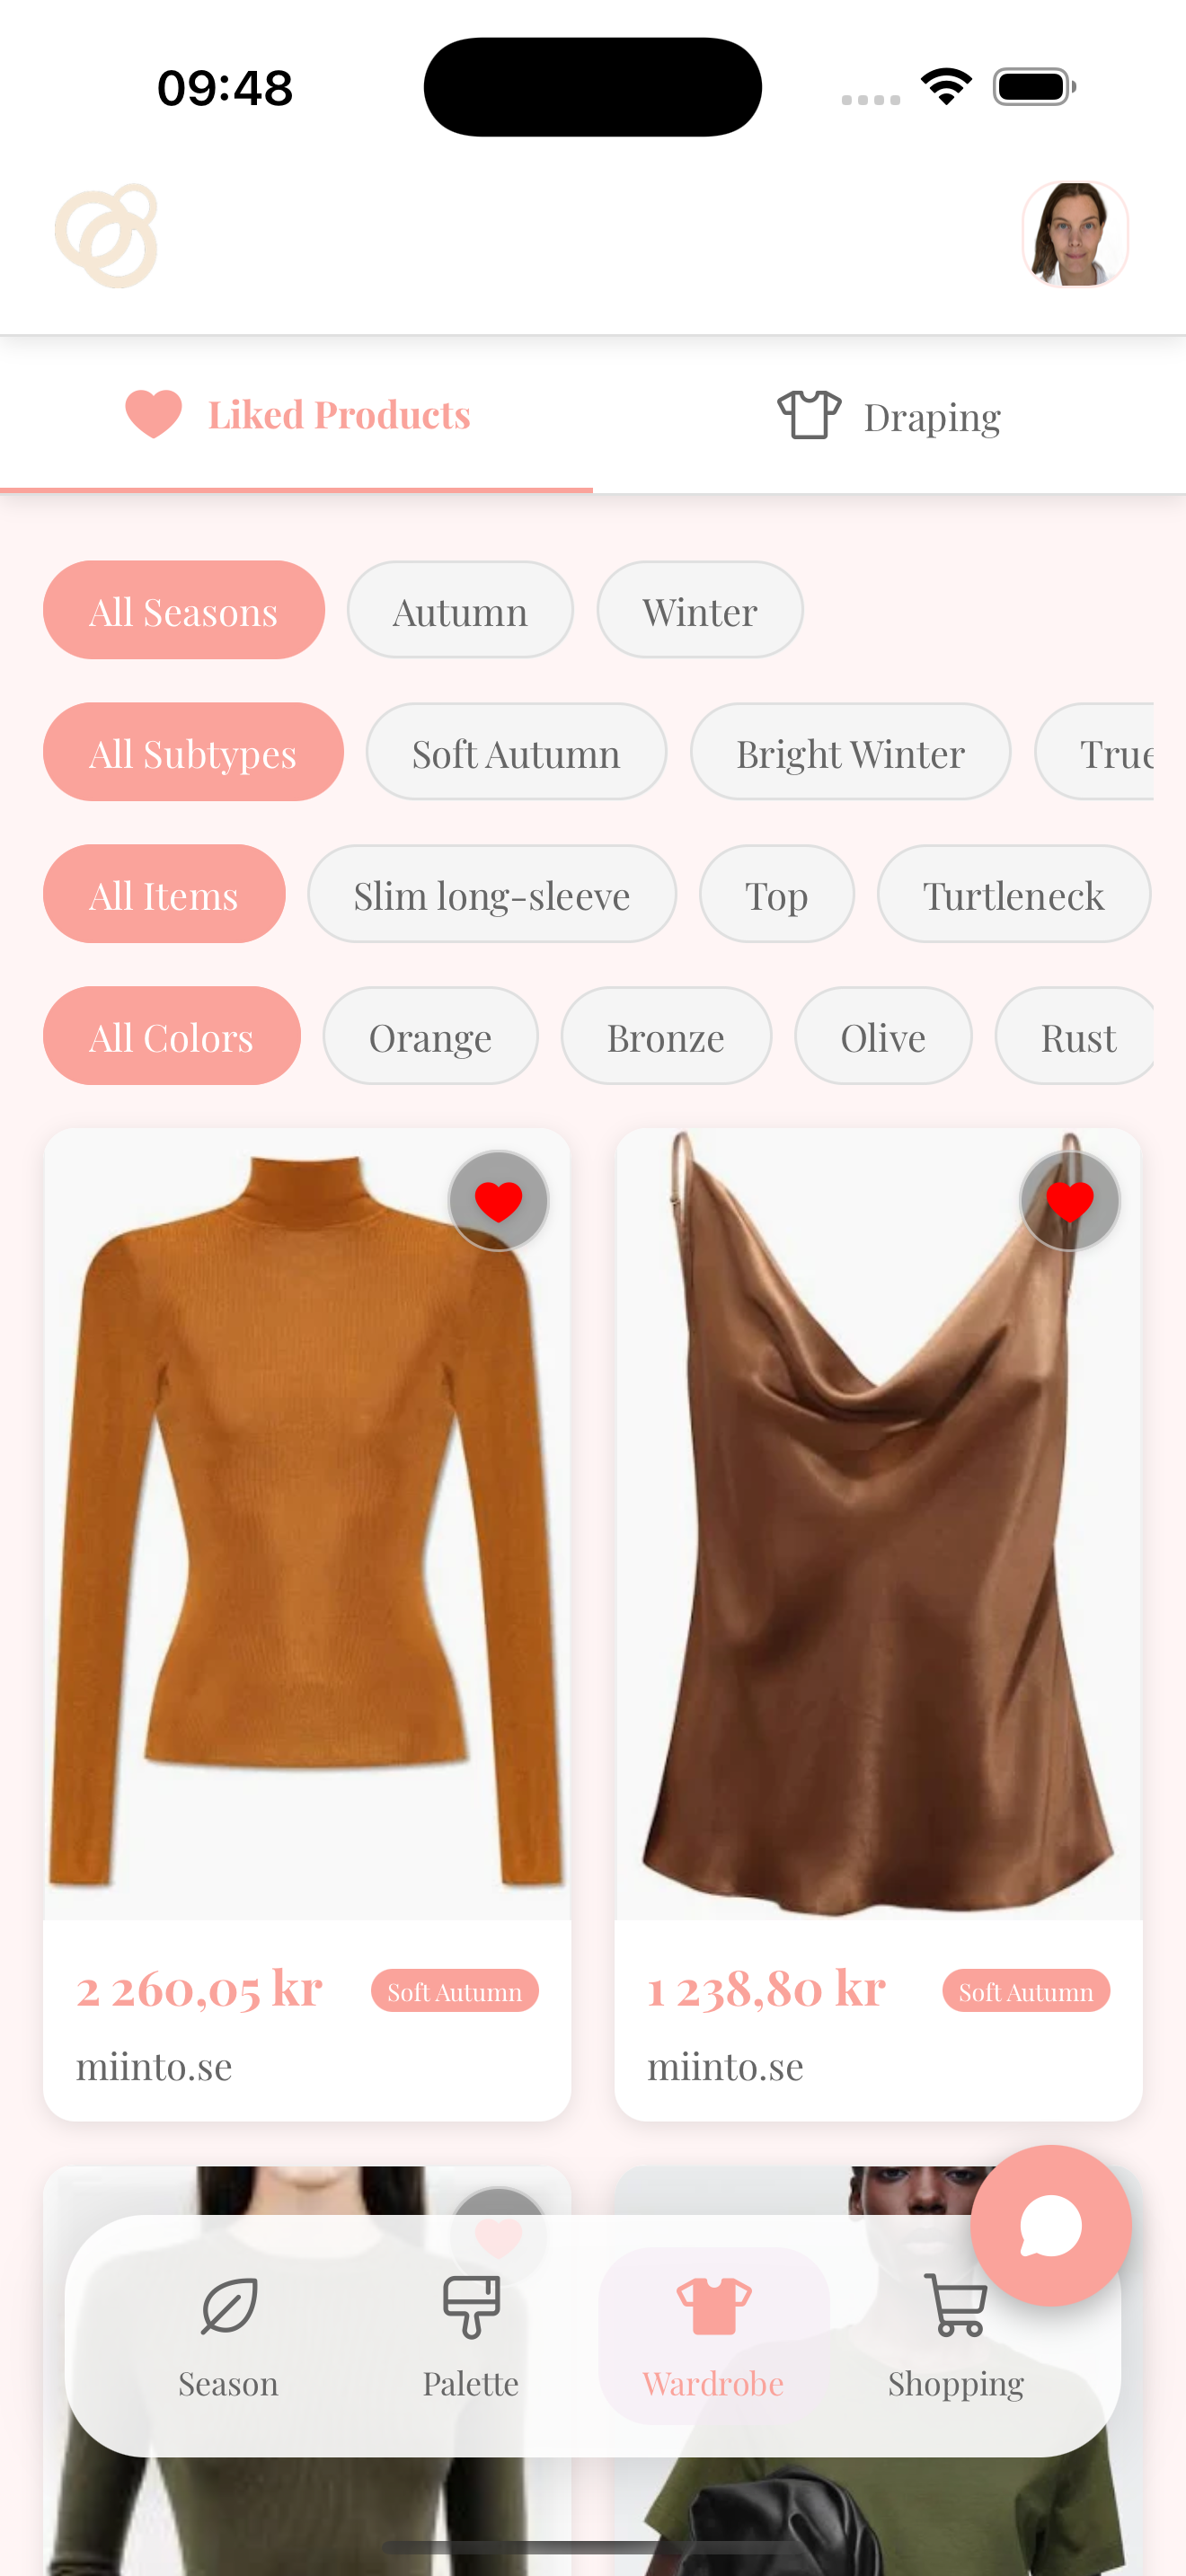 09:48
Liked Products
Draping
All Seasons
Autumn
Winter
All Subtypes
Soft Autumn
Bright Winter
True
All Items
Slim long-sleeve
Top
Turtleneck
All Colors
Orange
Bronze
Olive
Rust
2 260,05 kr
Soft Autumn
miinto.se
1 238,80 kr
Soft Autumn
miinto.se
Season
Palette
Wardrobe
Shopping